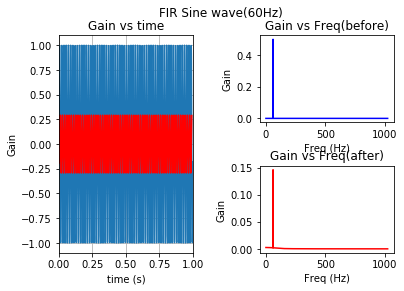 FIR Sine wave(60Hz)
Gain vs time
1.00
0.75
0.50
0.25
0.00
−0.25
−0.50
−0.75
−1.00
Gain
0.00 0.25 0.50 0.75 1.00
time (s)
Gain vs Freq(before)
0.4
0.2
0.0
Gain
0 500 1000
Freq (Hz)
Gain vs Freq(after)
0.15
0.10
0.05
0.00
Gain
0 500 1000
Freq (Hz)